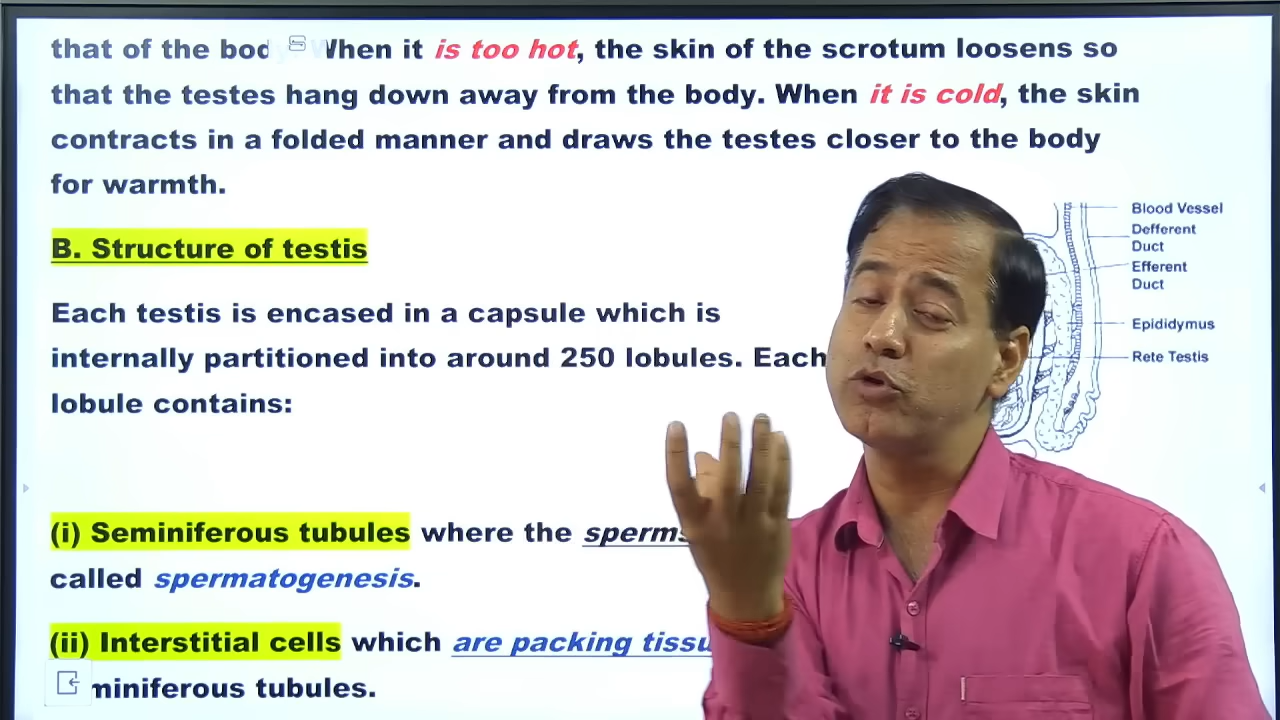 that of the body. When it is too hot, the skin of the scrotum loosens so
that the testes hang down away from the body. When it is cold, the skin
contracts in a folded manner and draws the testes closer to the body
for warmth.
B. Structure of testis
Each testis is encased in a capsule which is
internally partitioned into around 250 lobules. Each
lobule contains:
(i) Seminiferous tubules where the sperms
called spermatogenesis.
(ii) Interstitial cells which are packing
miniferous tubules.
Blood Vessel
Defferent
Duct
Efferent
Duct
Epididymus
Rete Testis